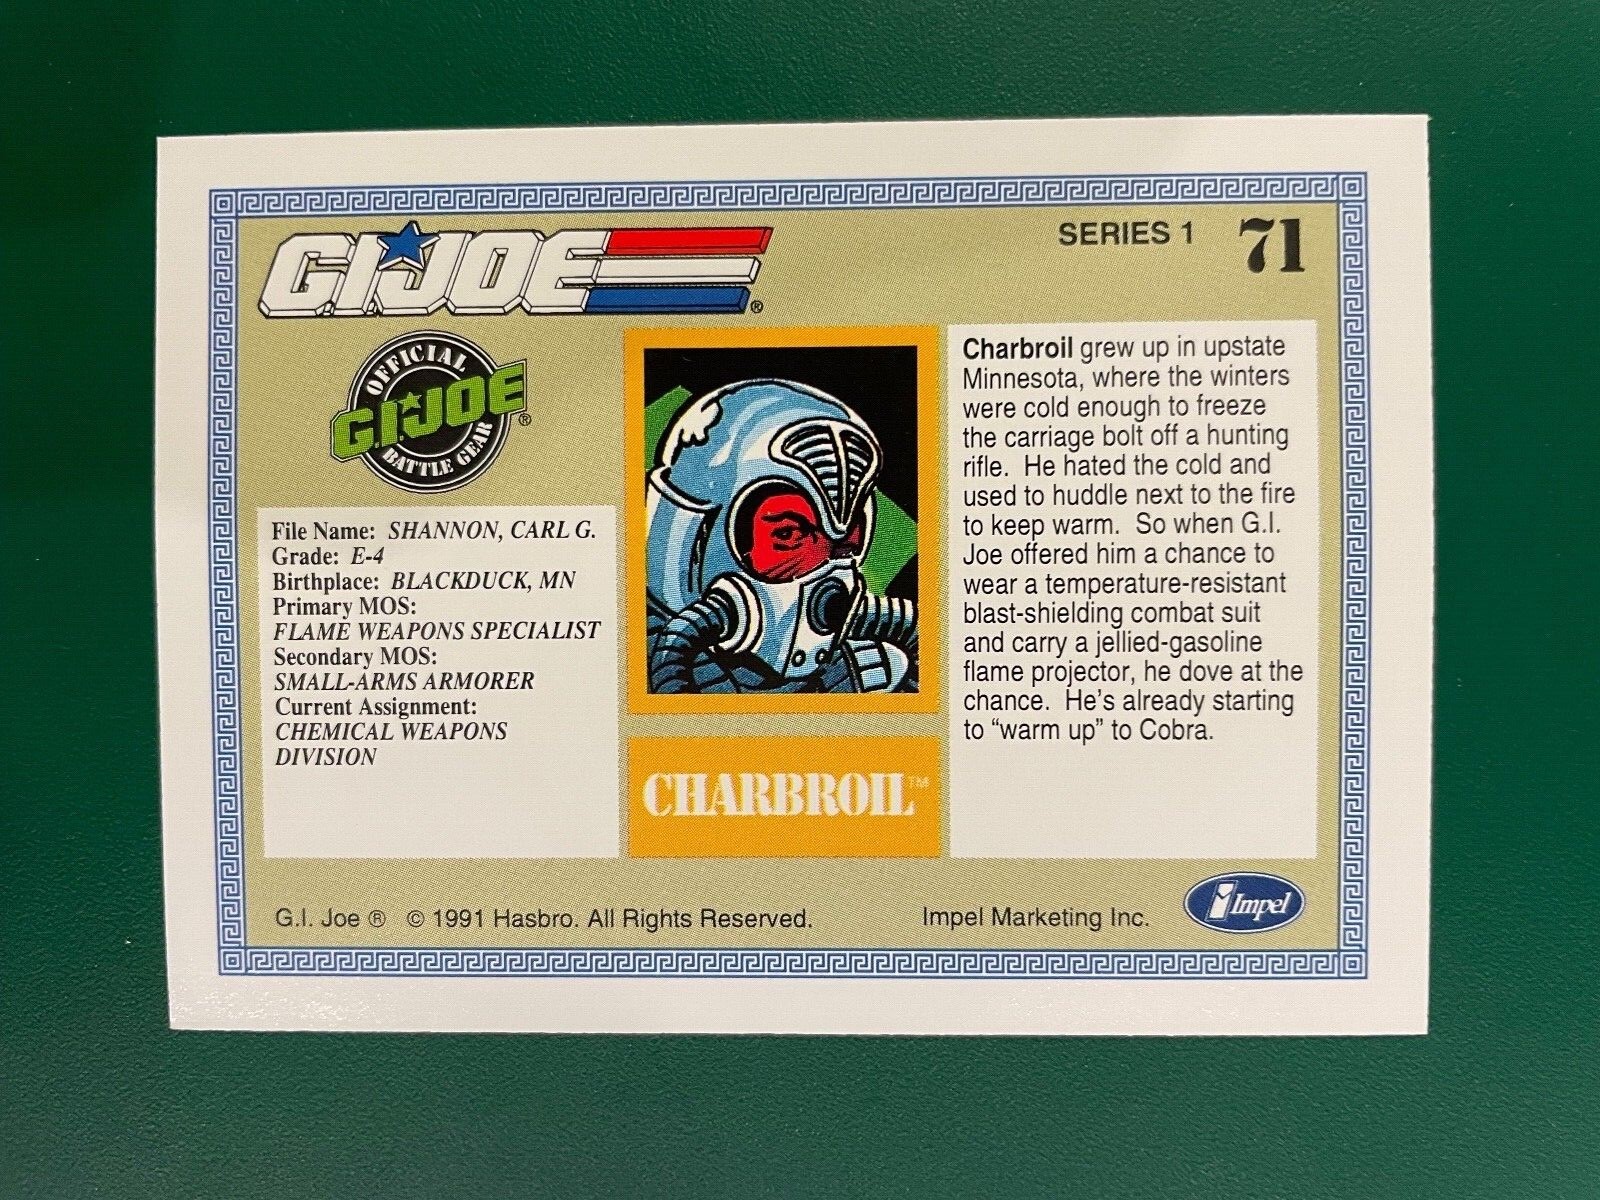 G.I.JOE®
SERIES 1 71
OFFICIAL
G.I.JOE®
BATTLE GEAR
File Name: SHANNON, CARL G.
Grade: E-4
Birthplace: BLACKDUCK, MN
Primary MOS:
FLAME WEAPONS SPECIALIST
Secondary MOS:
SMALL-ARMS ARMORER
Current Assignment:
CHEMICAL WEAPONS
DIVISION
CHARBROIL™
Charbroil grew up in upstate
Minnesota, where the winters
were cold enough to freeze
the carriage bolt off a hunting
rifle. He hated the cold and
used to huddle next to the fire
to keep warm. So when G.I.
Joe offered him a chance to
wear a temperature-resistant
blast-shielding combat suit
and carry a jellied-gasoline
flame projector, he dove at the
chance. He's already starting
to “warm up” to Cobra.
G.I. Joe ® © 1991 Hasbro. All Rights Reserved.
Impel Marketing Inc.
Impel